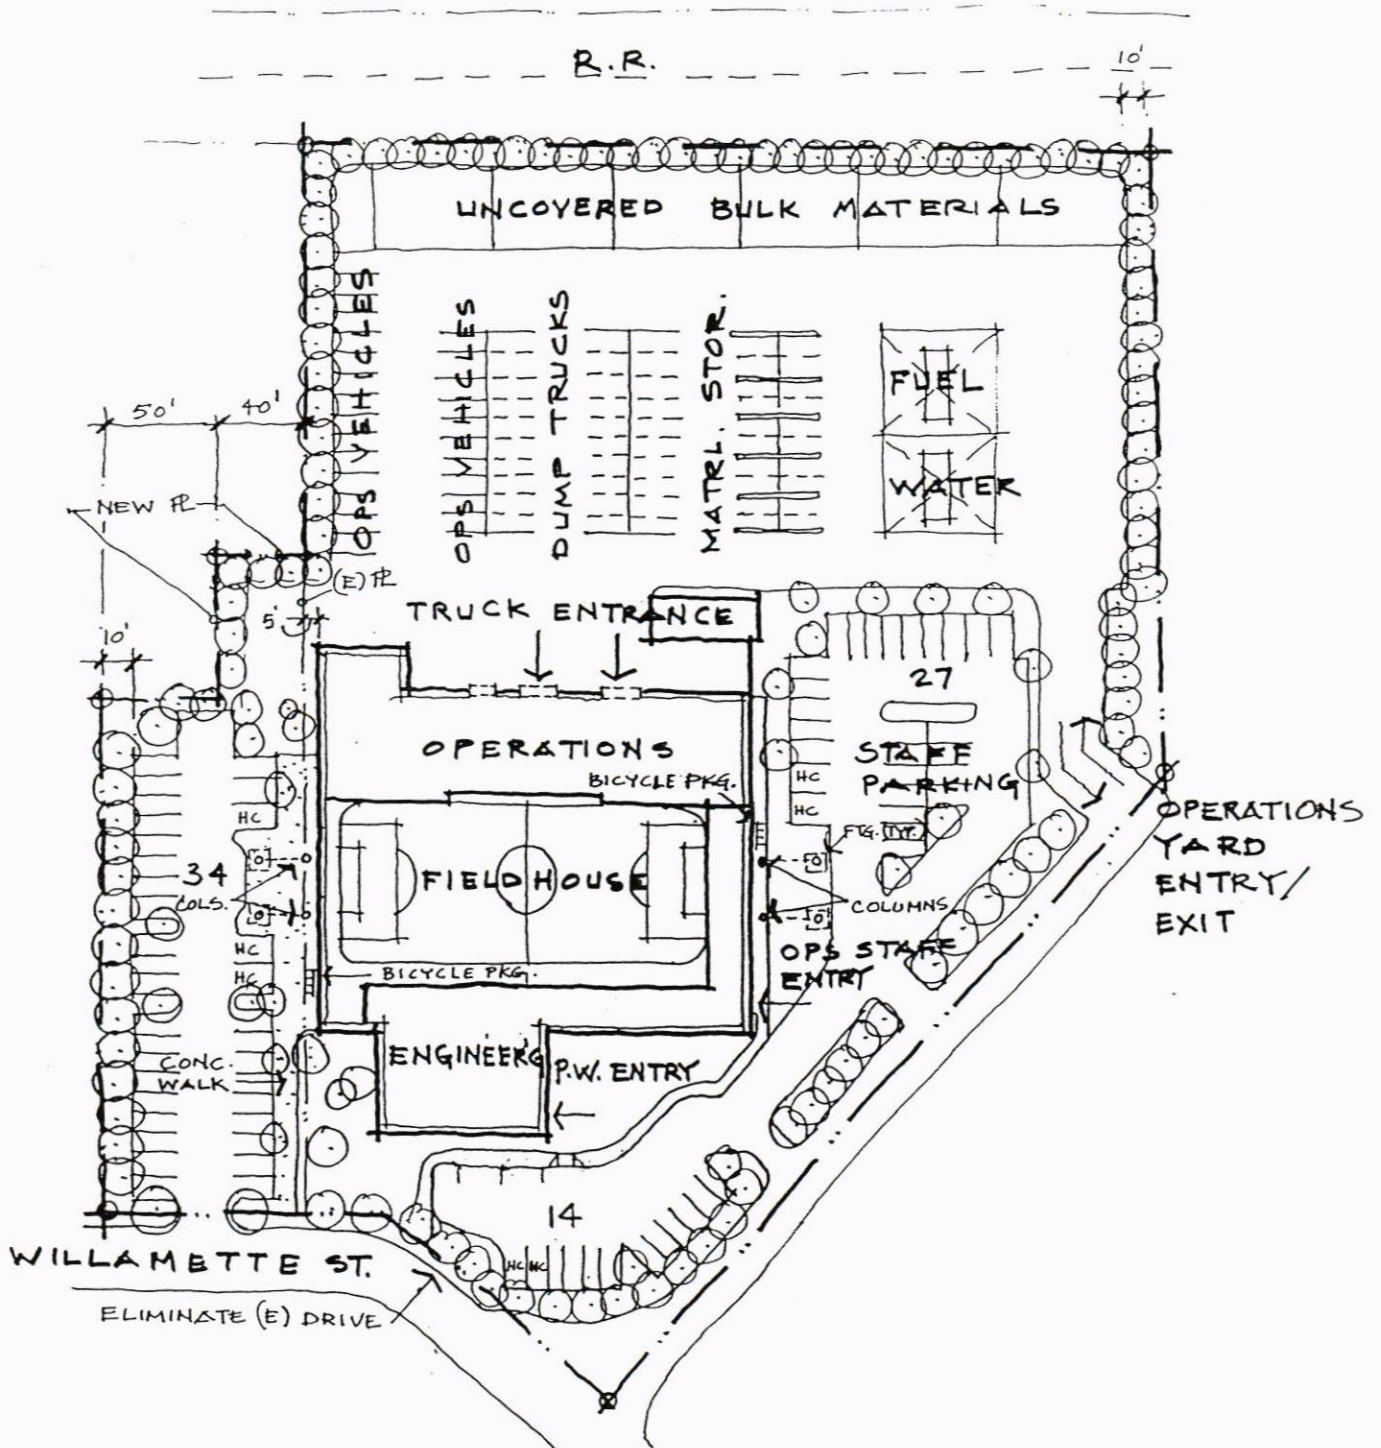 R.R.
10'
UNCOVERED BULK MATERIALS
OPS VEHICLES
OPS VEHICLES
DUMP TRUCKS
MATRL. STOR.
FUEL
WATER
50'
40'
NEW PL
(E) PL
5'
10'
TRUCK ENTRANCE
27
STAFF
PARKING
OPERATIONS
BICYCLE PKG.
HC
HC
FTG. TYP.
OPERATIONS
YARD
ENTRY/
EXIT
HC
34
COLS.
FIELD HOUSE
COLUMNS
HC
HC
BICYCLE PKG.
OPS STAFF
ENTRY
CONC.
WALK
ENGINEER'G
P.W. ENTRY
14
HC HC
WILLAMETTE ST.
ELIMINATE (E) DRIVE